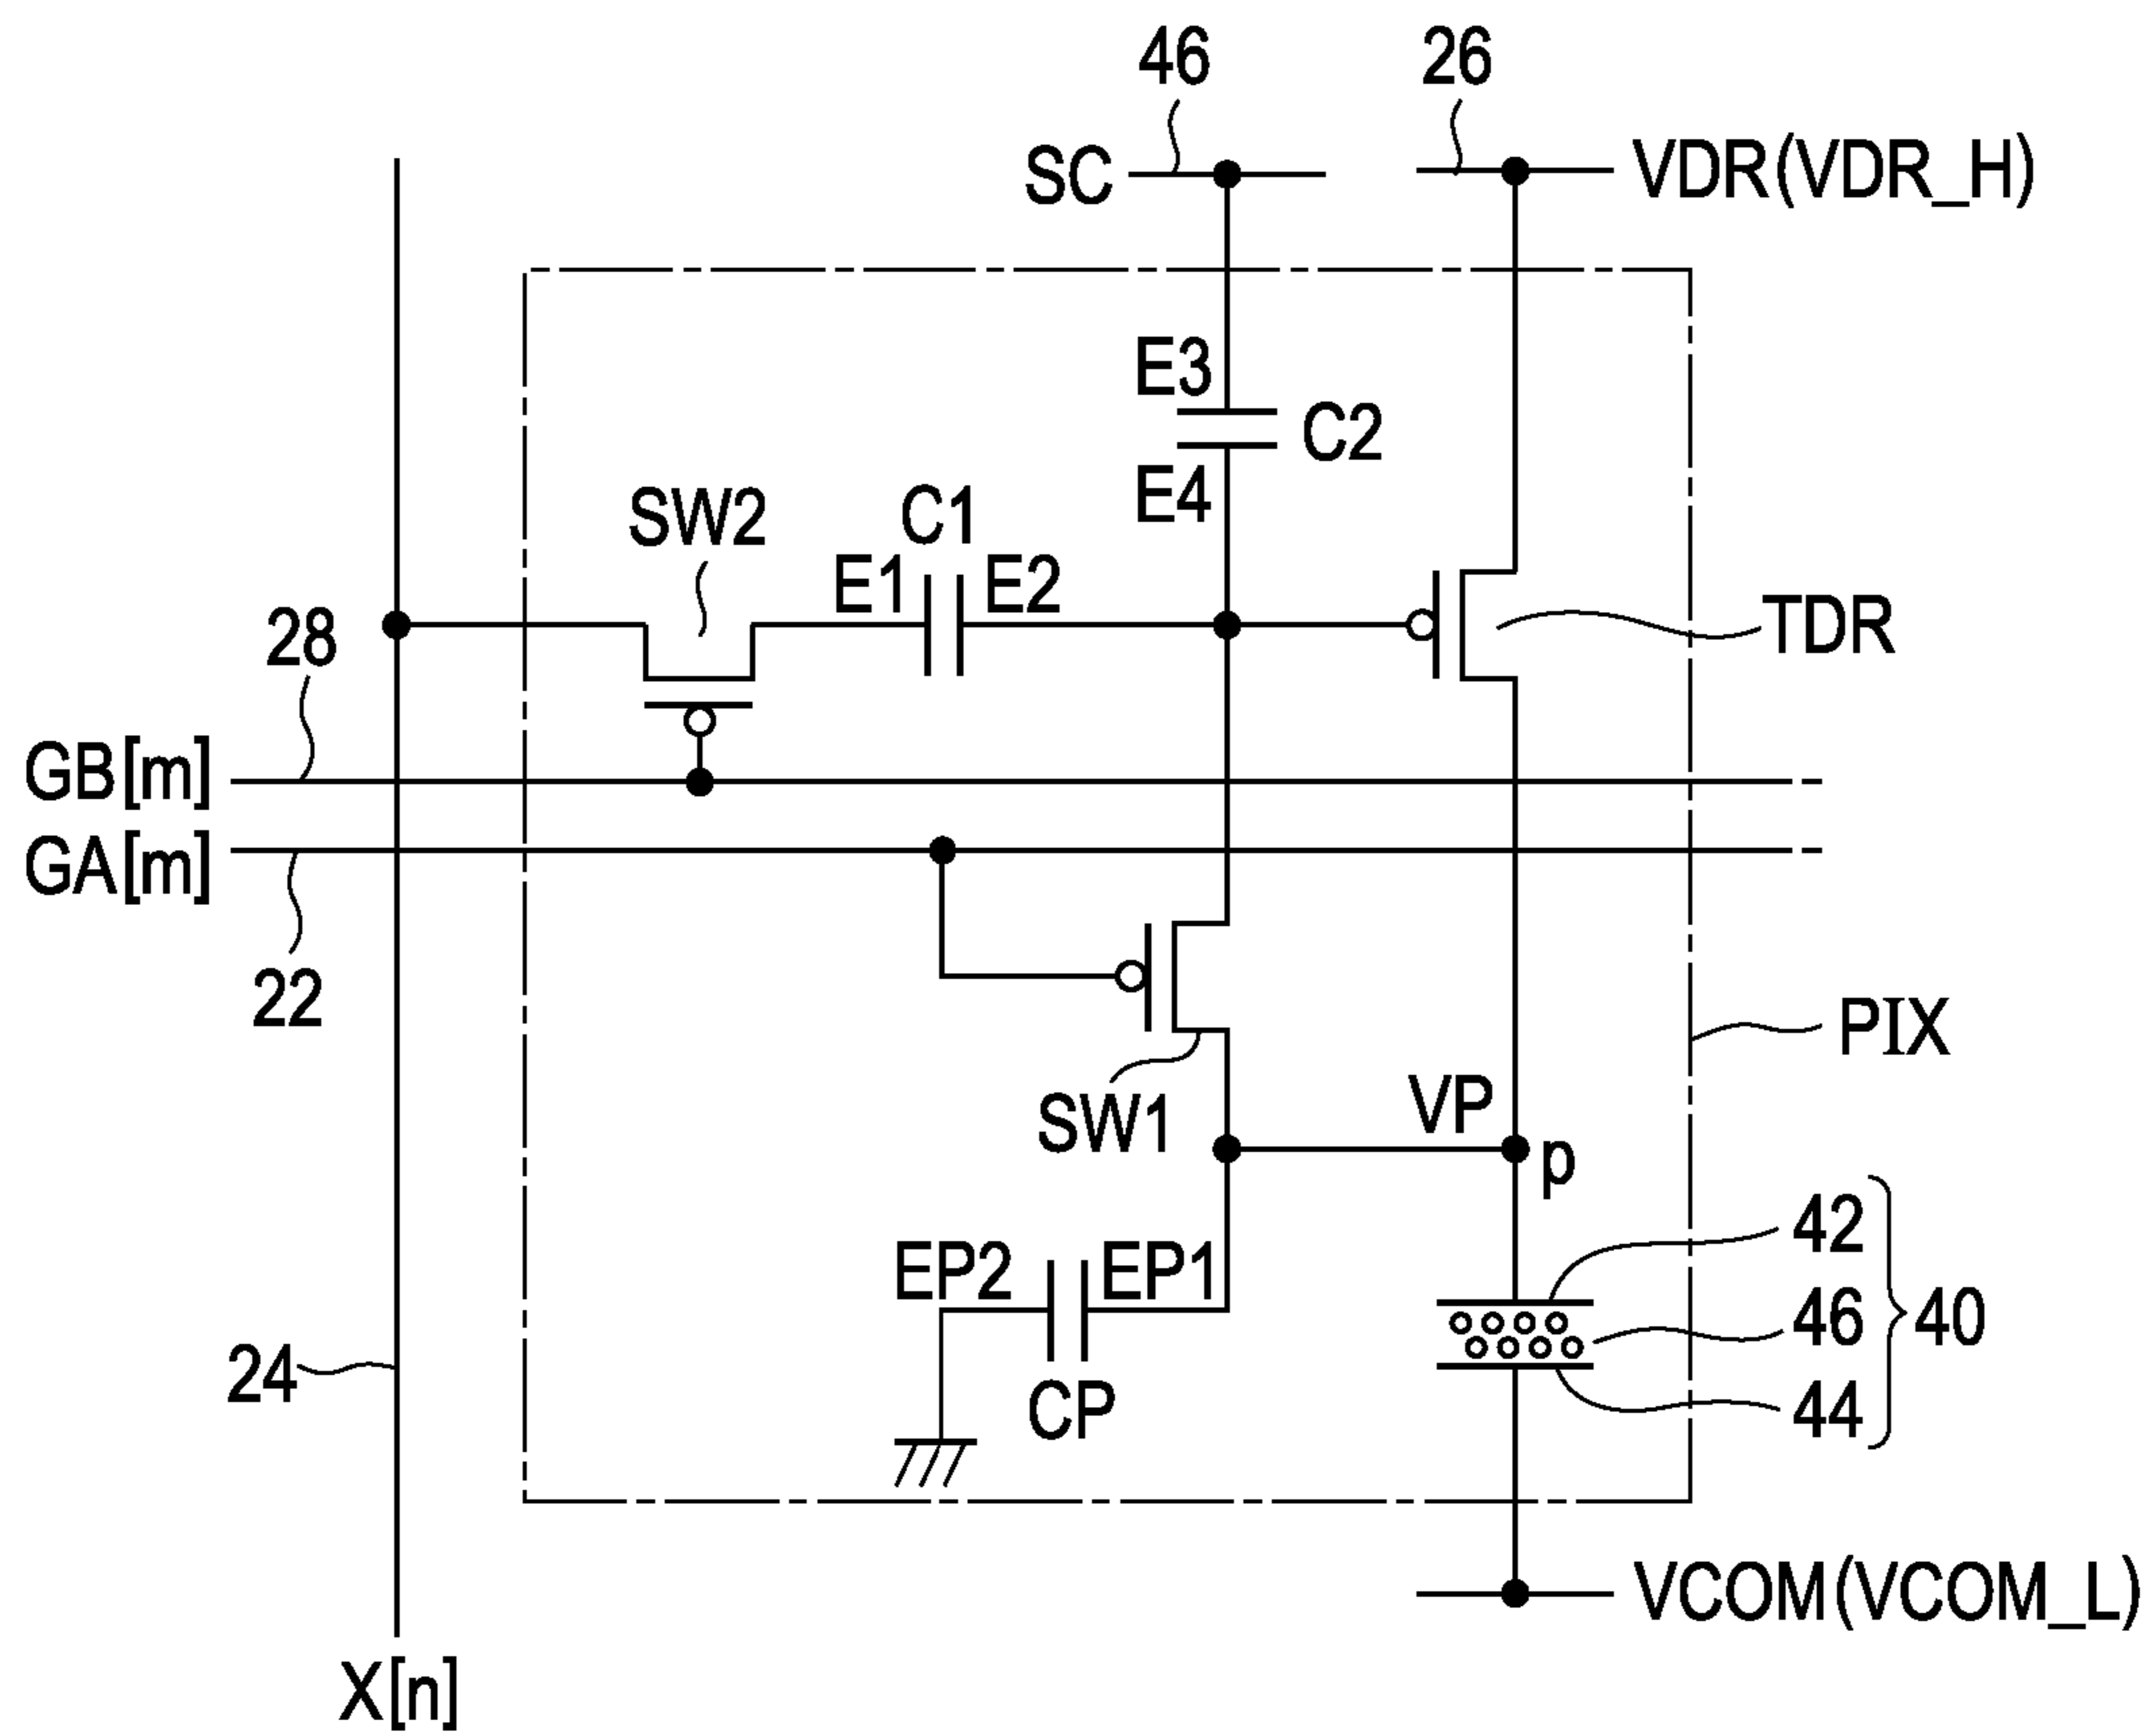 46
26
SC
VDR(VDR_H)
E3
C2
E4
SW2
C1
E1
E2
28
TDR
GB[m]
GA[m]
22
PIX
SW1
VP
p
42
EP2
EP1
46
40
24
CP
44
VCOM(VCOM_L)
X[n]